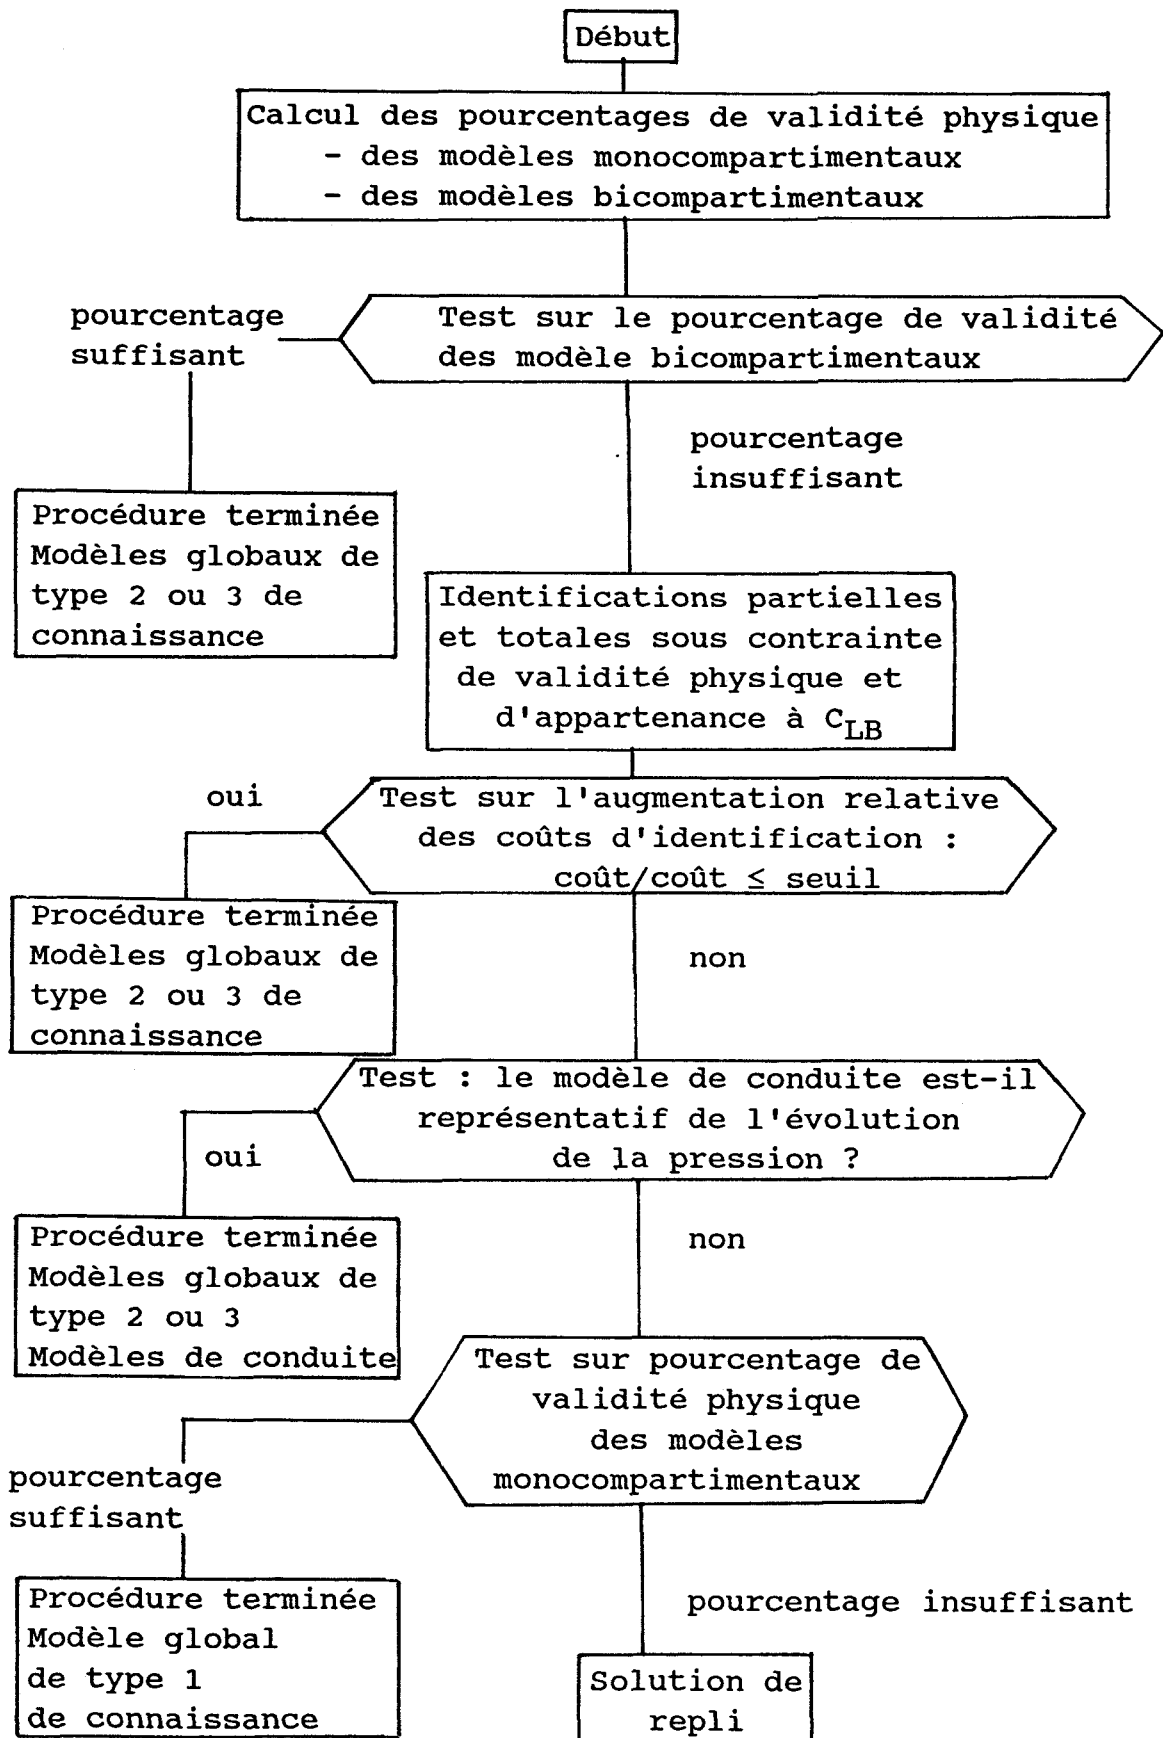 Début
Calcul des pourcentages de validité physique
- des modèles monocompartimentaux
- des modèles bicompartimentaux
pourcentage
suffisant
Test sur le pourcentage de validité
des modèle bicompartimentaux
pourcentage
insuffisant
Procédure terminée
Modèles globaux de
type 2 ou 3 de
connaissance
Identifications partielles
et totales sous contrainte
de validité physique et
d'appartenance à C_LB
oui
Test sur l'augmentation relative
des coûts d'identification :
coût/coût ≤ seuil
Procédure terminée
Modèles globaux de
type 2 ou 3 de
connaissance
non
Test : le modèle de conduite est-il
représentatif de l'évolution
de la pression ?
oui
Procédure terminée
Modèles globaux de
type 2 ou 3
Modèles de conduite
non
Test sur pourcentage de
validité physique
des modèles
monocompartimentaux
pourcentage
suffisant
Procédure terminée
Modèle global
de type 1
de connaissance
pourcentage insuffisant
Solution de
repli